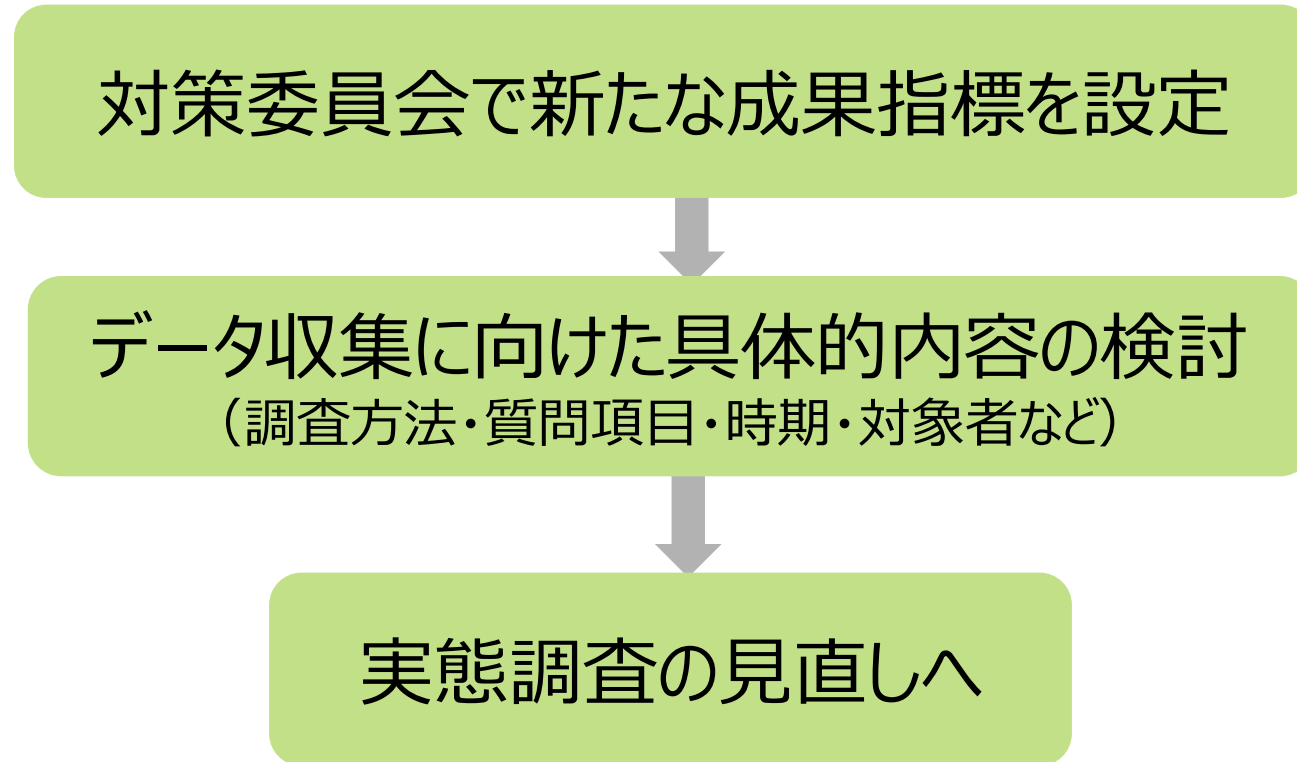 対策委員会で新たな成果指標を設定
データ収集に向けた具体的内容の検討
（調査方法・質問項目・時期・対象者など）
実態調査の見直しへ